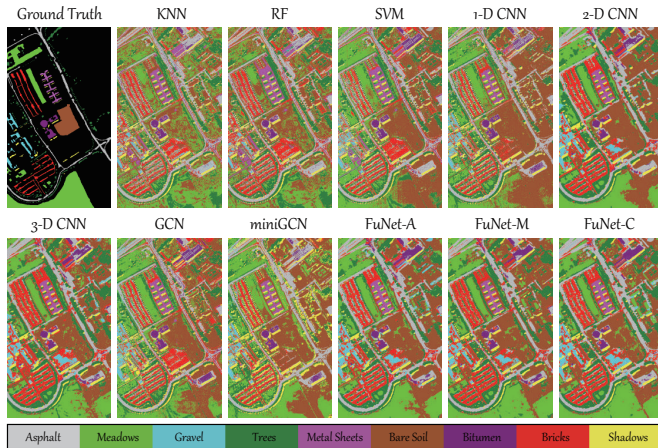 Ground Truth KNN RF SVM 1-D CNN 2-D CNN
3-D CNN GCN miniGCN FuNet-A FuNet-M FuNet-C
Asphalt Meadows Gravel Trees Metal Sheets Bare Soil Bitumen Bricks Shadows